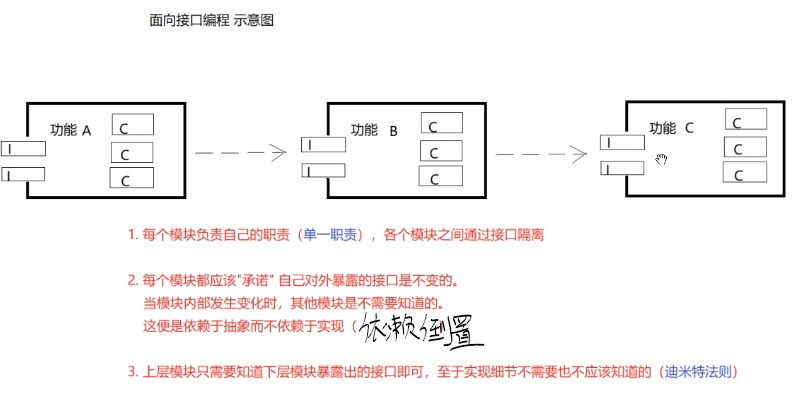 面向接口编程 示意图
功能 A
C
C
C
I
I
功能 B
C
C
C
I
I
功能 C
C
C
C
I
I
1. 每个模块负责自己的职责（单一职责），各个模块之间通过接口隔离
2. 每个模块都应该"承诺" 自己对外暴露的接口是不变的。
当模块内部发生变化时，其他模块是不需要知道的。
这便是依赖于抽象而不依赖于实现（依赖倒置
3. 上层模块只需要知道下层模块暴露出的接口即可，至于实现细节不需要也不应该知道的（迪米特法则）